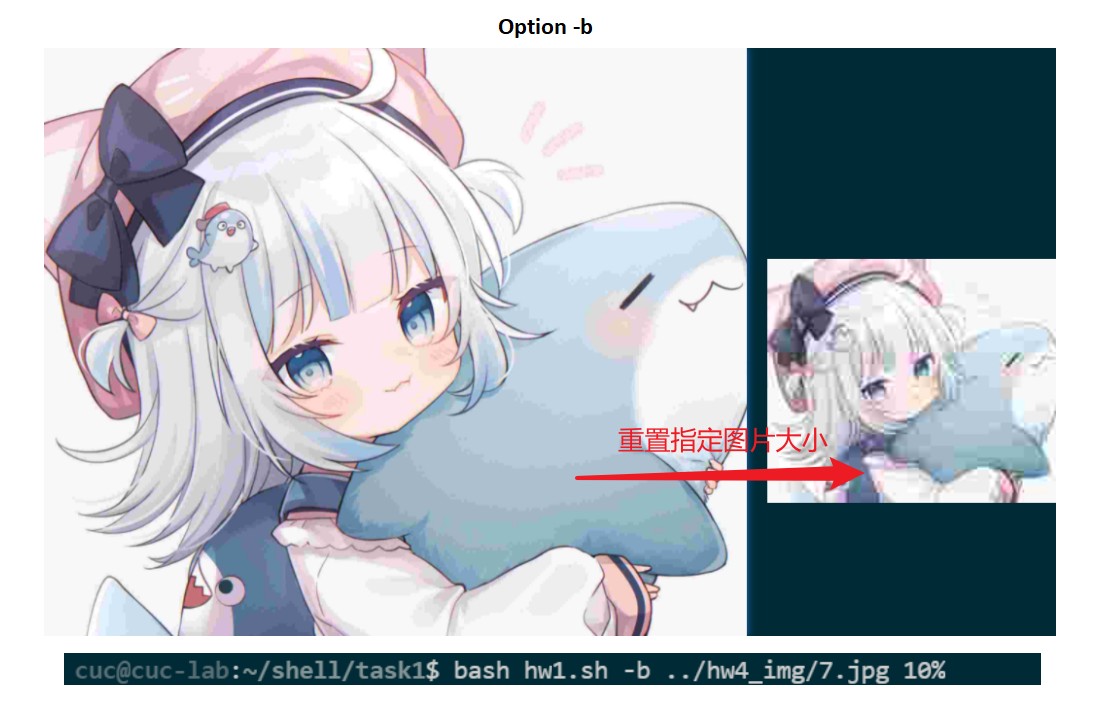 Option -b
重置指定图片大小
cuc@cuc-lab:~/shell/task1$ bash hw1.sh -b ../hw4_img/7.jpg 10%